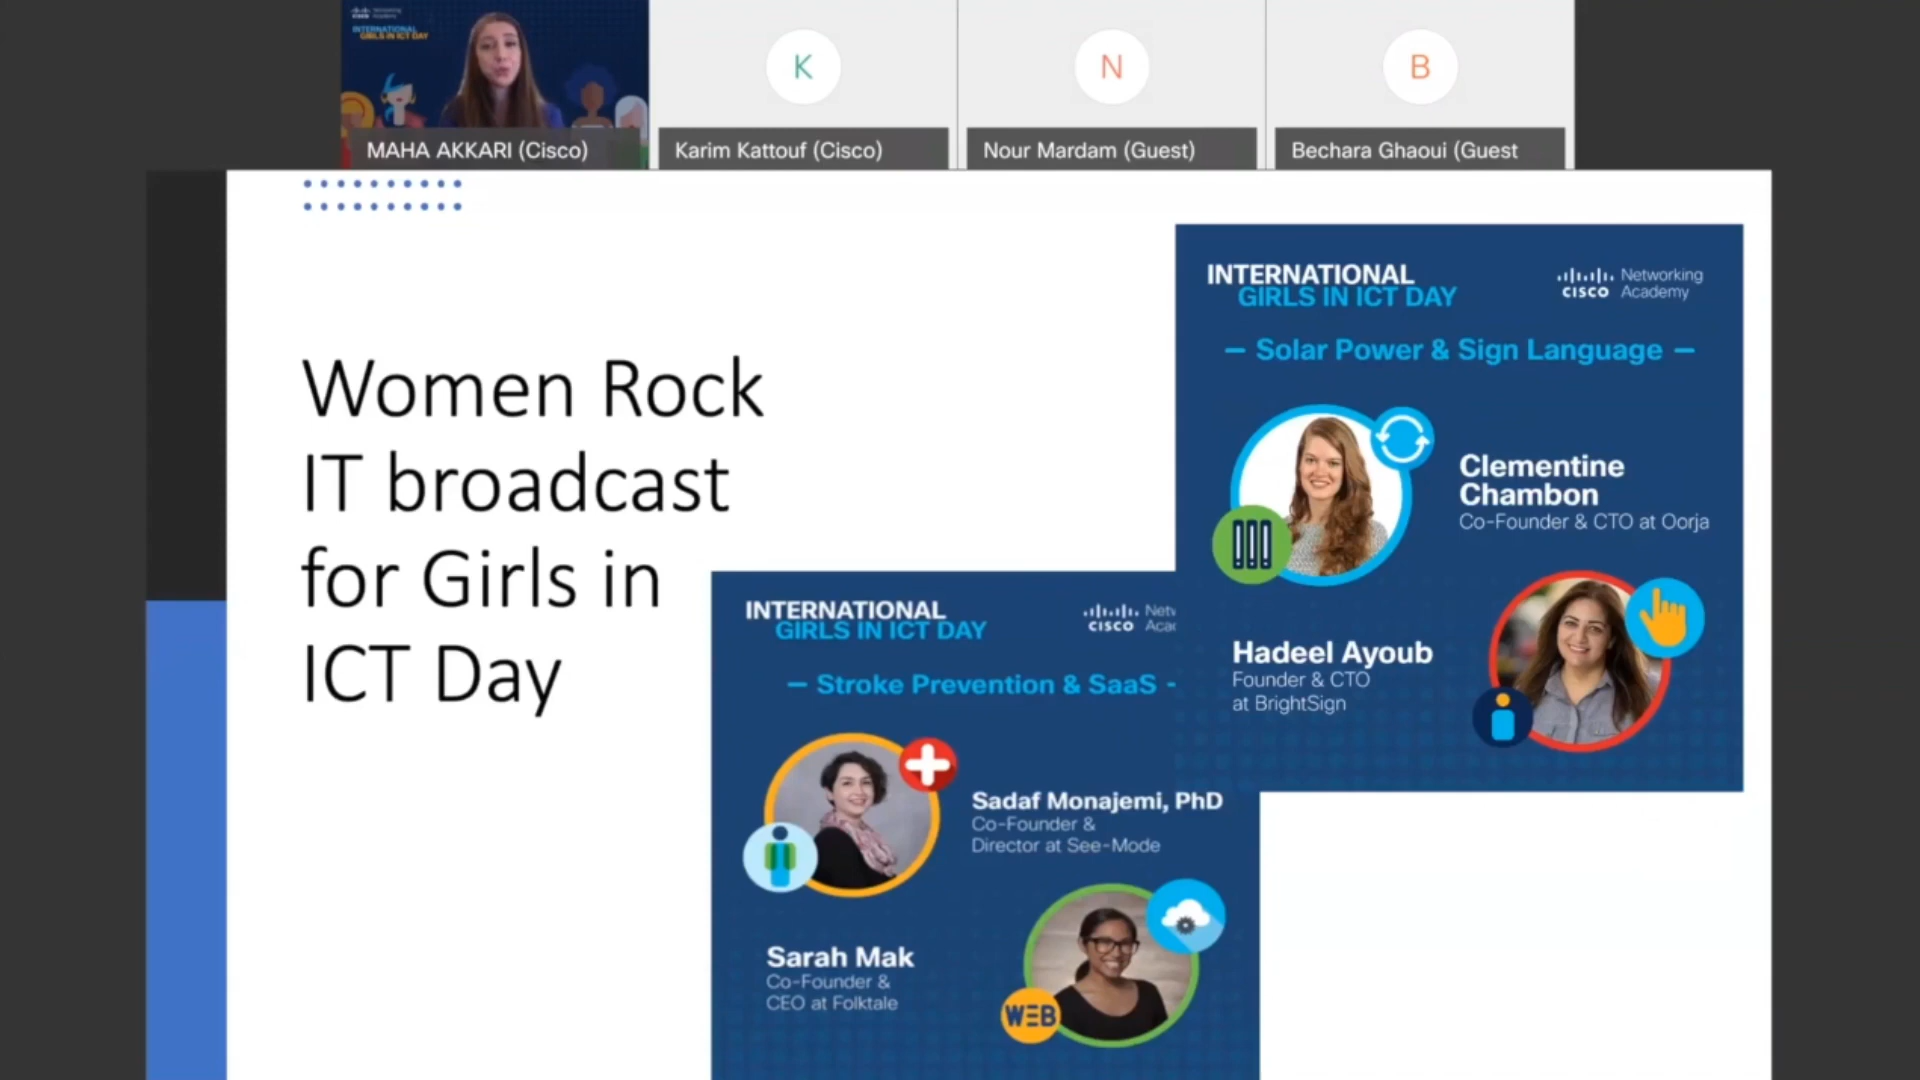 INTERNATIONAL
GIRLS IN ICT DAY
K
N
B
MAHA AKKARI (Cisco)
Karim Kattouf (Cisco)
Nour Mardam (Guest)
Bechara Ghaoui (Guest
Women Rock
IT broadcast
for Girls in
ICT Day
INTERNATIONAL
GIRLS IN ICT DAY
CISCO Networking
Academy
— Solar Power & Sign Language —
Clementine
Chambon
Co-Founder & CTO at Oorja
Hadeel Ayoub
Founder & CTO
at BrightSign
INTERNATIONAL
GIRLS IN ICT DAY
CISCO Netw
Acac
— Stroke Prevention & SaaS -
Sadaf Monajemi, PhD
Co-Founder &
Director at See-Mode
Sarah Mak
Co-Founder &
CEO at Folktale
WEB